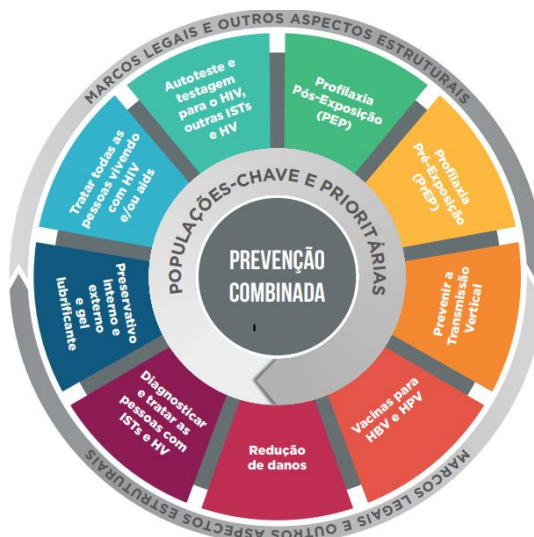 MARCOS LEGAIS E OUTROS ASPECTOS ESTRUTURAIS
Autoteste e
testagem
para o HIV,
outras ISTs
e HV
Profilaxia
Pós-Exposição
(PEP)
Profilaxia
Pré-Exposição
(PrEP)
Prevenir a
Transmissão
Vertical
Vacinas para
HBV e HPV
Redução
de danos
Diagnosticar
e tratar as
pessoas com
ISTs e HV
Preservativo
interno e
externo
e gel
lubrificante
Tratar todas as
pessoas vivendo
com HIV
e/ou aids
POPULAÇÕES-CHAVE E PRIORITÁRIAS
PREVENÇÃO
COMBINADA
MARCOS LEGAIS E OUTROS ASPECTOS ESTRUTURAIS